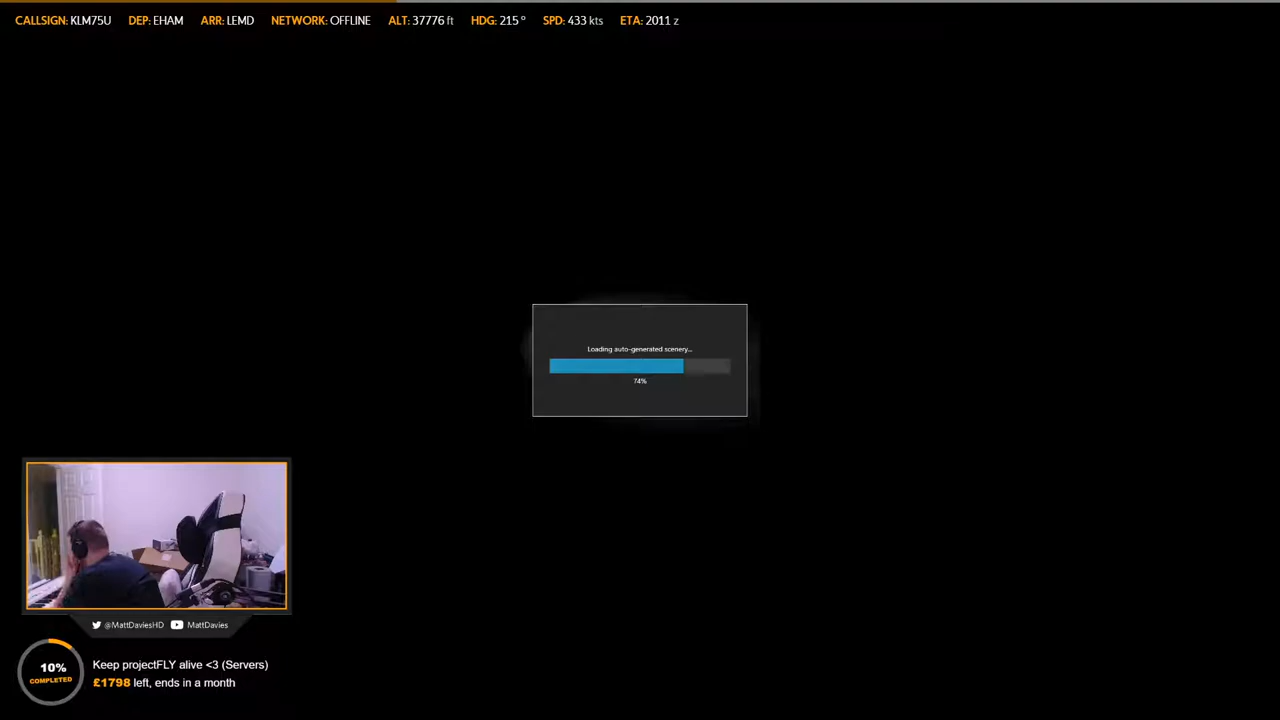 CALLSIGN: KLM75U DEP: EHAM ARR: LEMD NETWORK: OFFLINE ALT: 37776 ft HDG: 215 ° SPD: 433 kts ETA: 2011 z
Loading auto-generated scenery...
74%
@MattDaviesHD MattDavies
10%
COMPLETED
Keep projectFLY alive <3 (Servers)
£1798 left, ends in a month